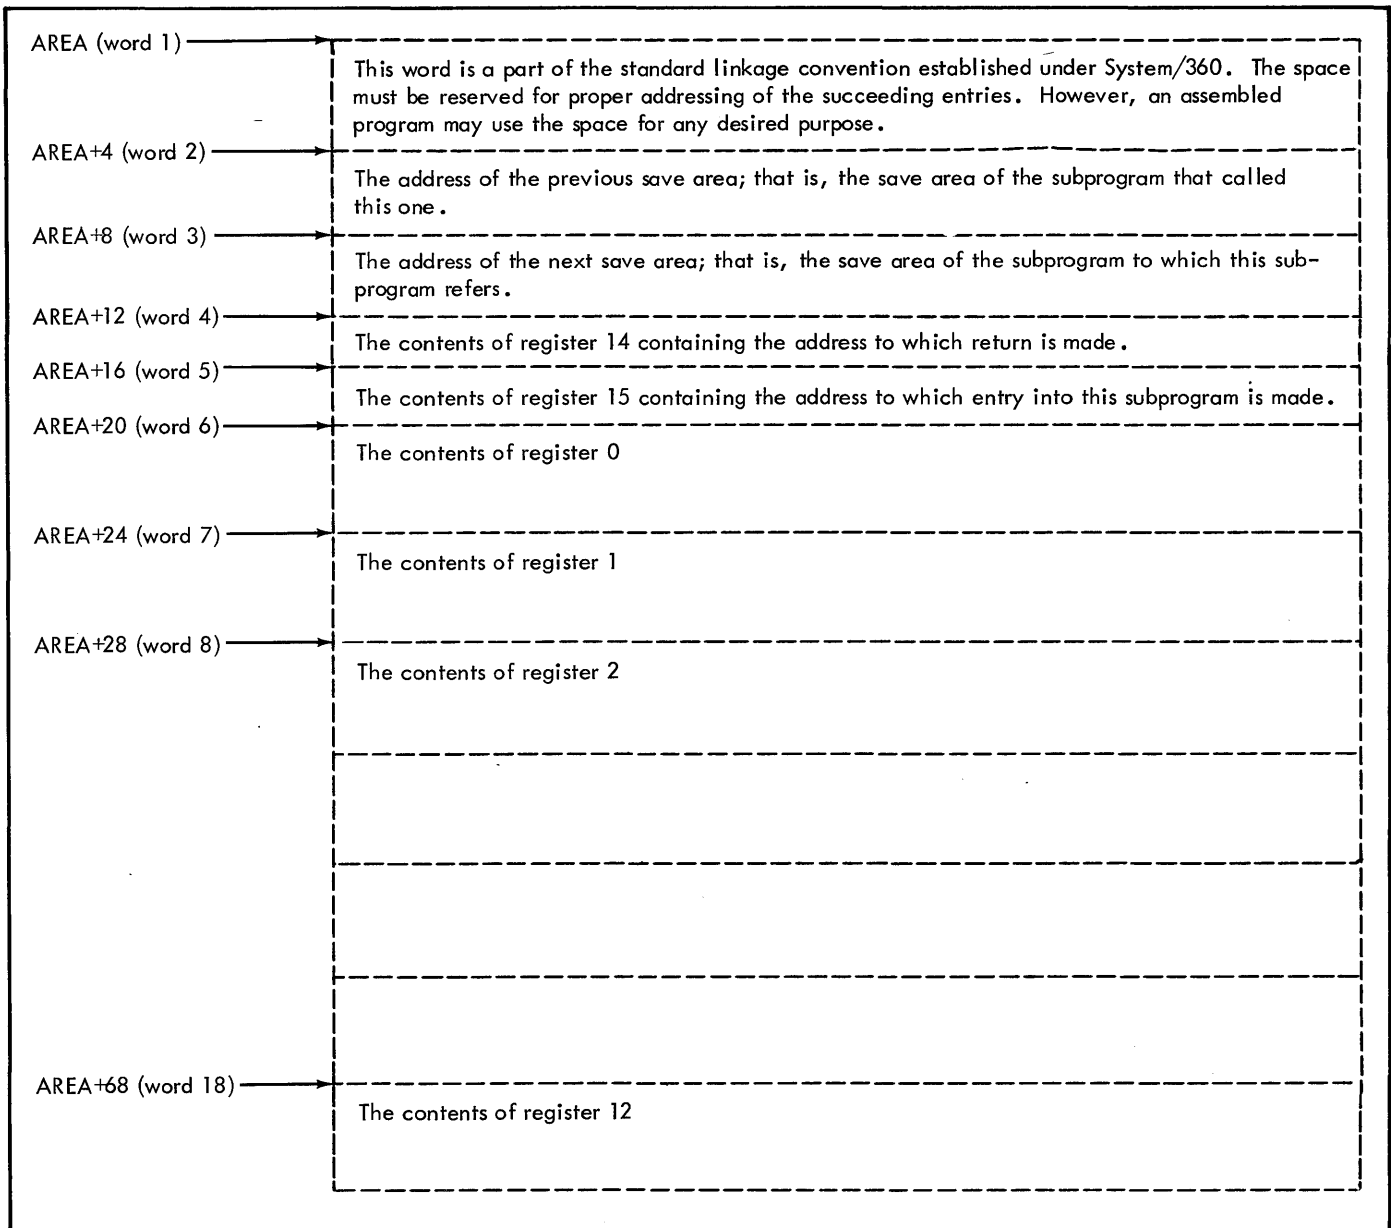 AREA (word 1)
This word is a part of the standard linkage convention established under System/360. The space
must be reserved for proper addressing of the succeeding entries. However, an assembled
program may use the space for any desired purpose.
AREA+4 (word 2)
The address of the previous save area; that is, the save area of the subprogram that called
this one.
AREA+8 (word 3)
The address of the next save area; that is, the save area of the subprogram to which this sub-
program refers.
AREA+12 (word 4)
The contents of register 14 containing the address to which return is made.
AREA+16 (word 5)
The contents of register 15 containing the address to which entry into this subprogram is made.
AREA+20 (word 6)
The contents of register 0
AREA+24 (word 7)
The contents of register 1
AREA+28 (word 8)
The contents of register 2
AREA+68 (word 18)
The contents of register 12